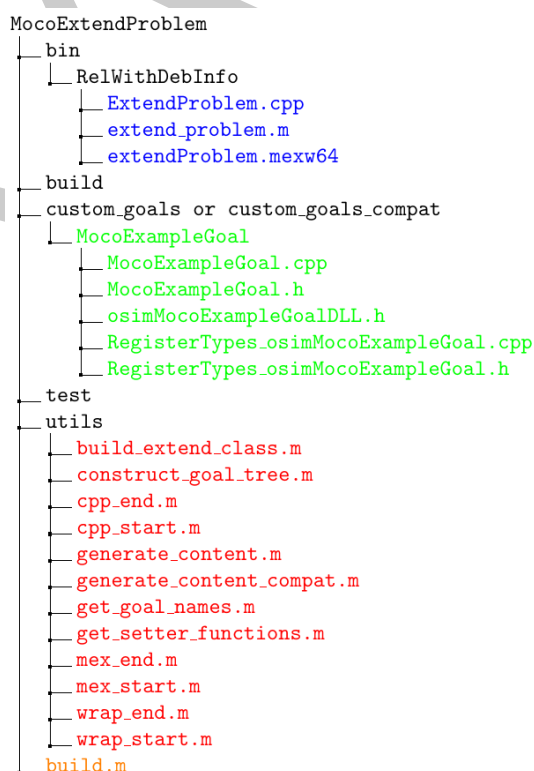 MocoExtendProblem
bin
RelWithDebInfo
ExtendProblem.cpp
extend_problem.m
extendProblem.mexw64
build
custom_goals or custom_goals_compat
MocoExampleGoal
MocoExampleGoal.cpp
MocoExampleGoal.h
osimMocoExampleGoalDLL.h
RegisterTypes_osimMocoExampleGoal.cpp
RegisterTypes_osimMocoExampleGoal.h
test
utils
build_extend_class.m
construct_goal_tree.m
cpp_end.m
cpp_start.m
generate_content.m
generate_content_compat.m
get_goal_names.m
get_setter_functions.m
mex_end.m
mex_start.m
wrap_end.m
wrap_start.m
build.m